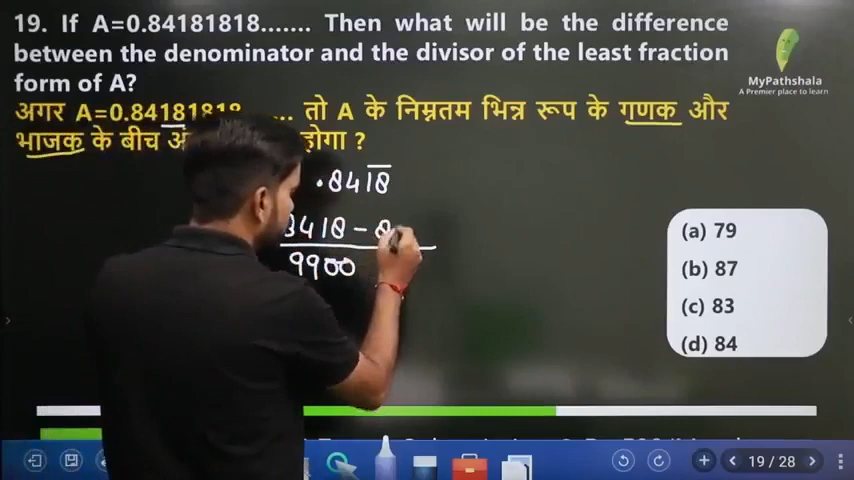 19. If A=0.84181818....... Then what will be the difference
between the denominator and the divisor of the least fraction
form of A?
MyPathshala
A Premier place to learn
अगर A=0.84181818 ... तो A के निम्नतम भिन्न रूप के गणक और
भाजक के बीच होगा ?
.8418
8418 - 8
9900
(a) 79
(b) 87
(c) 83
(d) 84
19 / 28